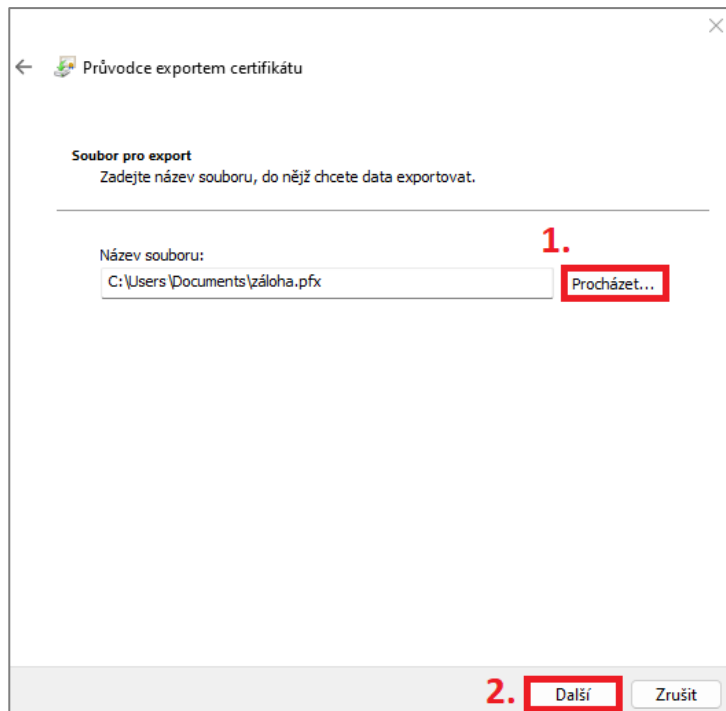 Průvodce exportem certifikátu
Soubor pro export
Zadejte název souboru, do nějž chcete data exportovat.
1.
Název souboru:
C:\Users\Documents\záloha.pfx
Procházet...
2.
Další
Zrušit